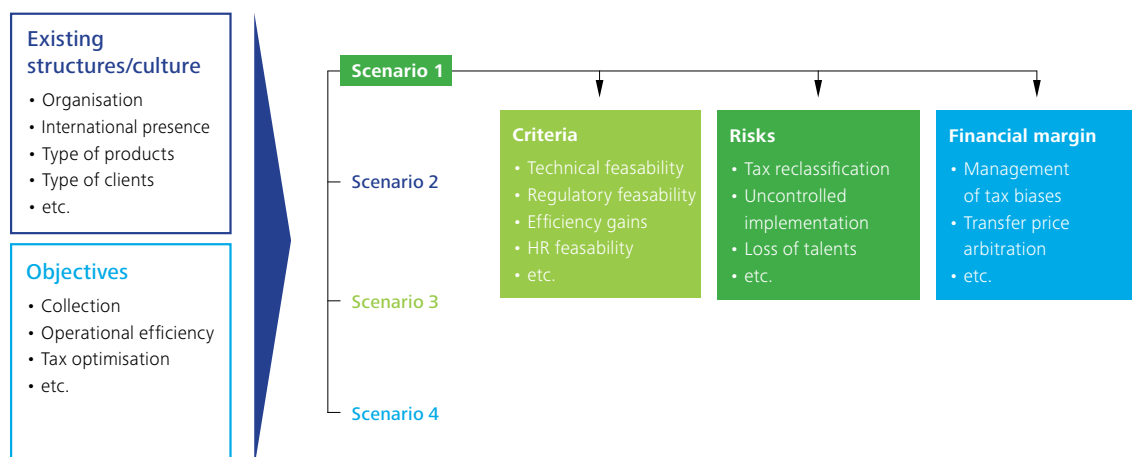 Existing
structures/culture
• Organisation
• International presence
• Type of products
• Type of clients
• etc.
Objectives
• Collection
• Operational efficiency
• Tax optimisation
• etc.
Scenario 1
Scenario 2
Scenario 3
Scenario 4
Criteria
• Technical feasability
• Regulatory feasability
• Efficiency gains
• HR feasability
• etc.
Risks
• Tax reclassification
• Uncontrolled
implementation
• Loss of talents
• etc.
Financial margin
• Management
of tax biases
• Transfer price
arbitration
• etc.